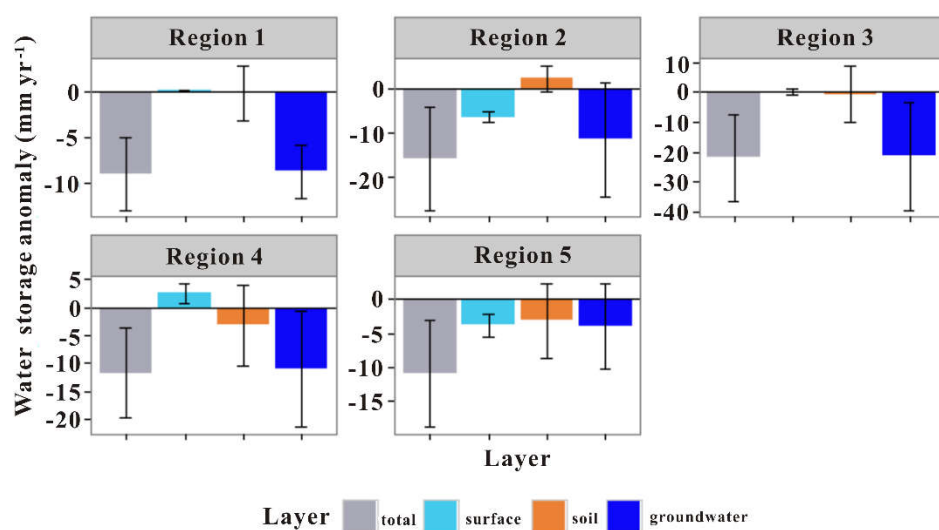 Water storage anomaly (mm yr⁻¹)
Region 1
0
-5
-10
Region 2
0
-10
-20
Region 3
10
0
-10
-20
-30
-40
Region 4
5
0
-5
-10
-15
-20
Region 5
0
-5
-10
-15
Layer
Layer total surface soil groundwater